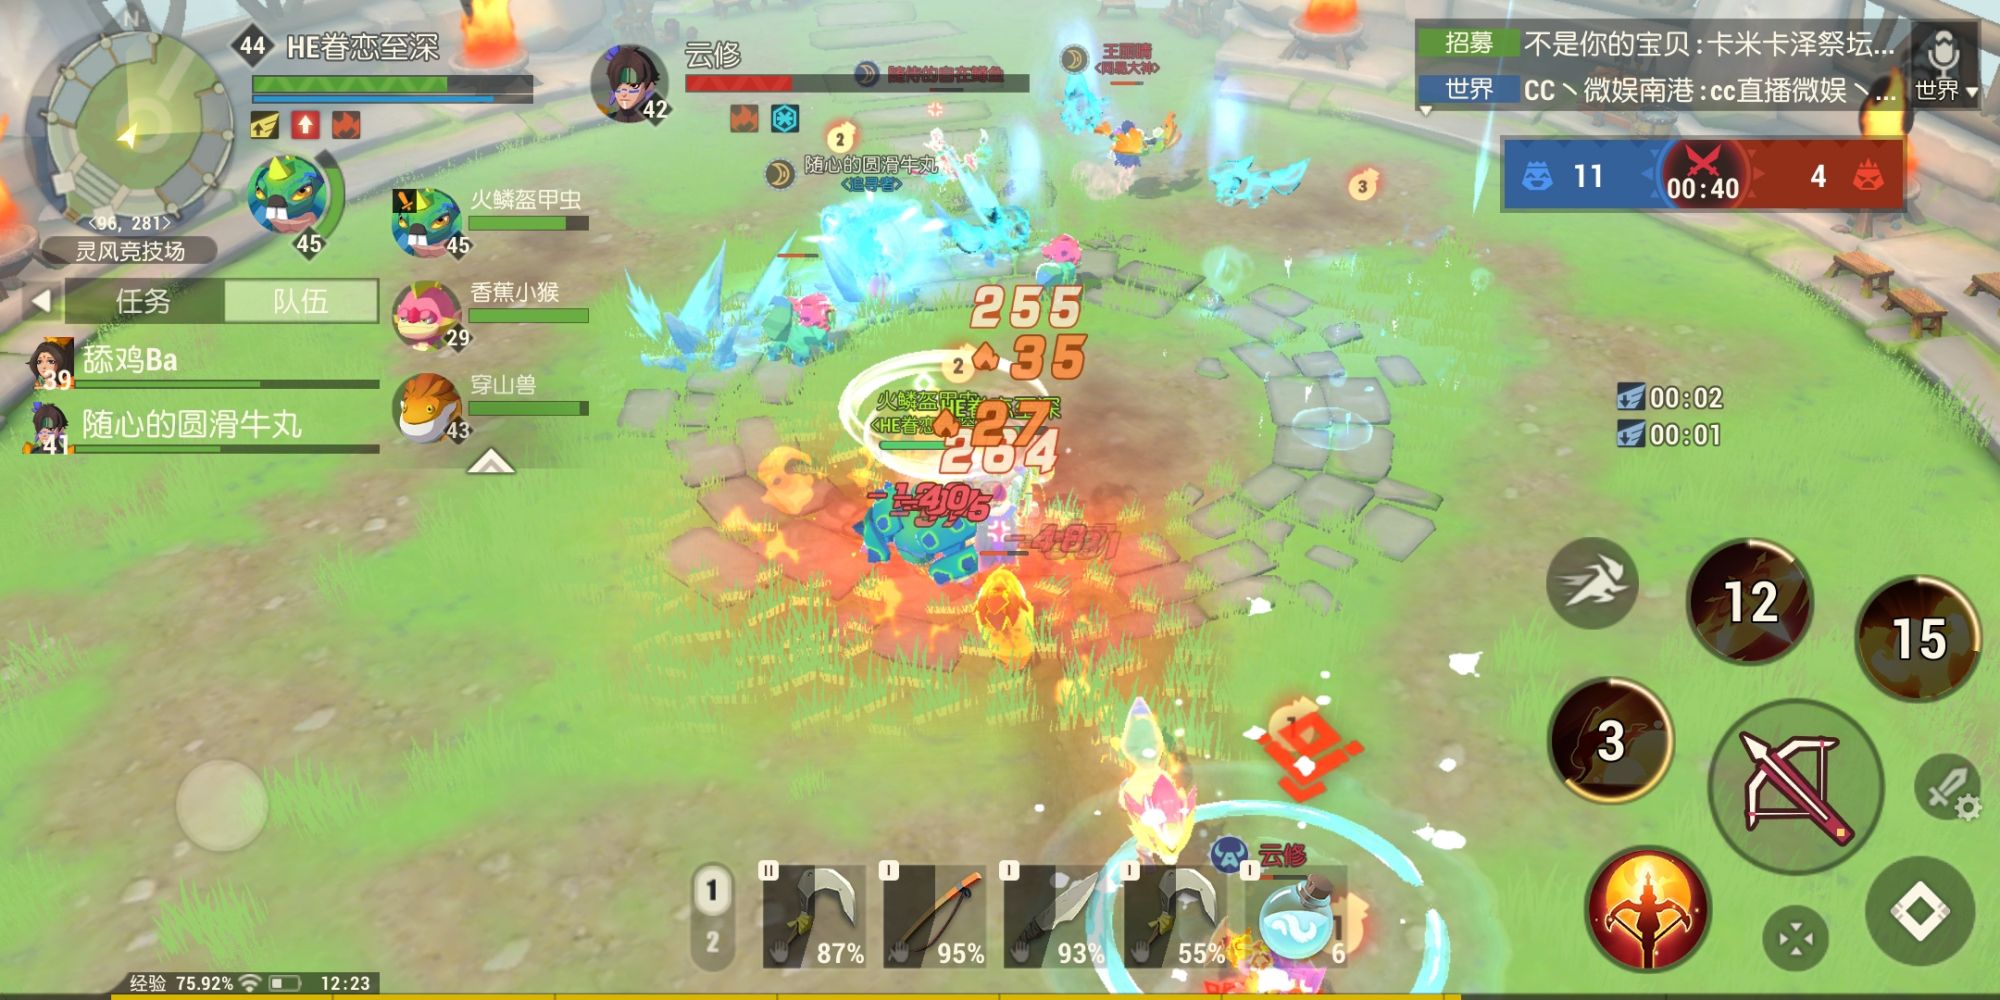 N
44 HE眷恋至深
<96, 281>
灵风竞技场
45
火鳞盔甲虫
45
香蕉小猴
29
穿山兽
43
任务
队伍
舔鸡Ba
39
随心的圆滑牛丸
41
云修
42
王丽晴
2
随心的圆滑牛丸
<追寻者>
3
招募 不是你的宝贝:卡米卡泽祭坛...
世界 CC丶微娱南港:cc直播微娱丶...
世界
11
00:40
4
00:02
00:01
255
2
35
27
264
12
15
3
云修
1
2
II
87%
I
95%
I
93%
I
55%
I
6
经验 75.92%
12:23